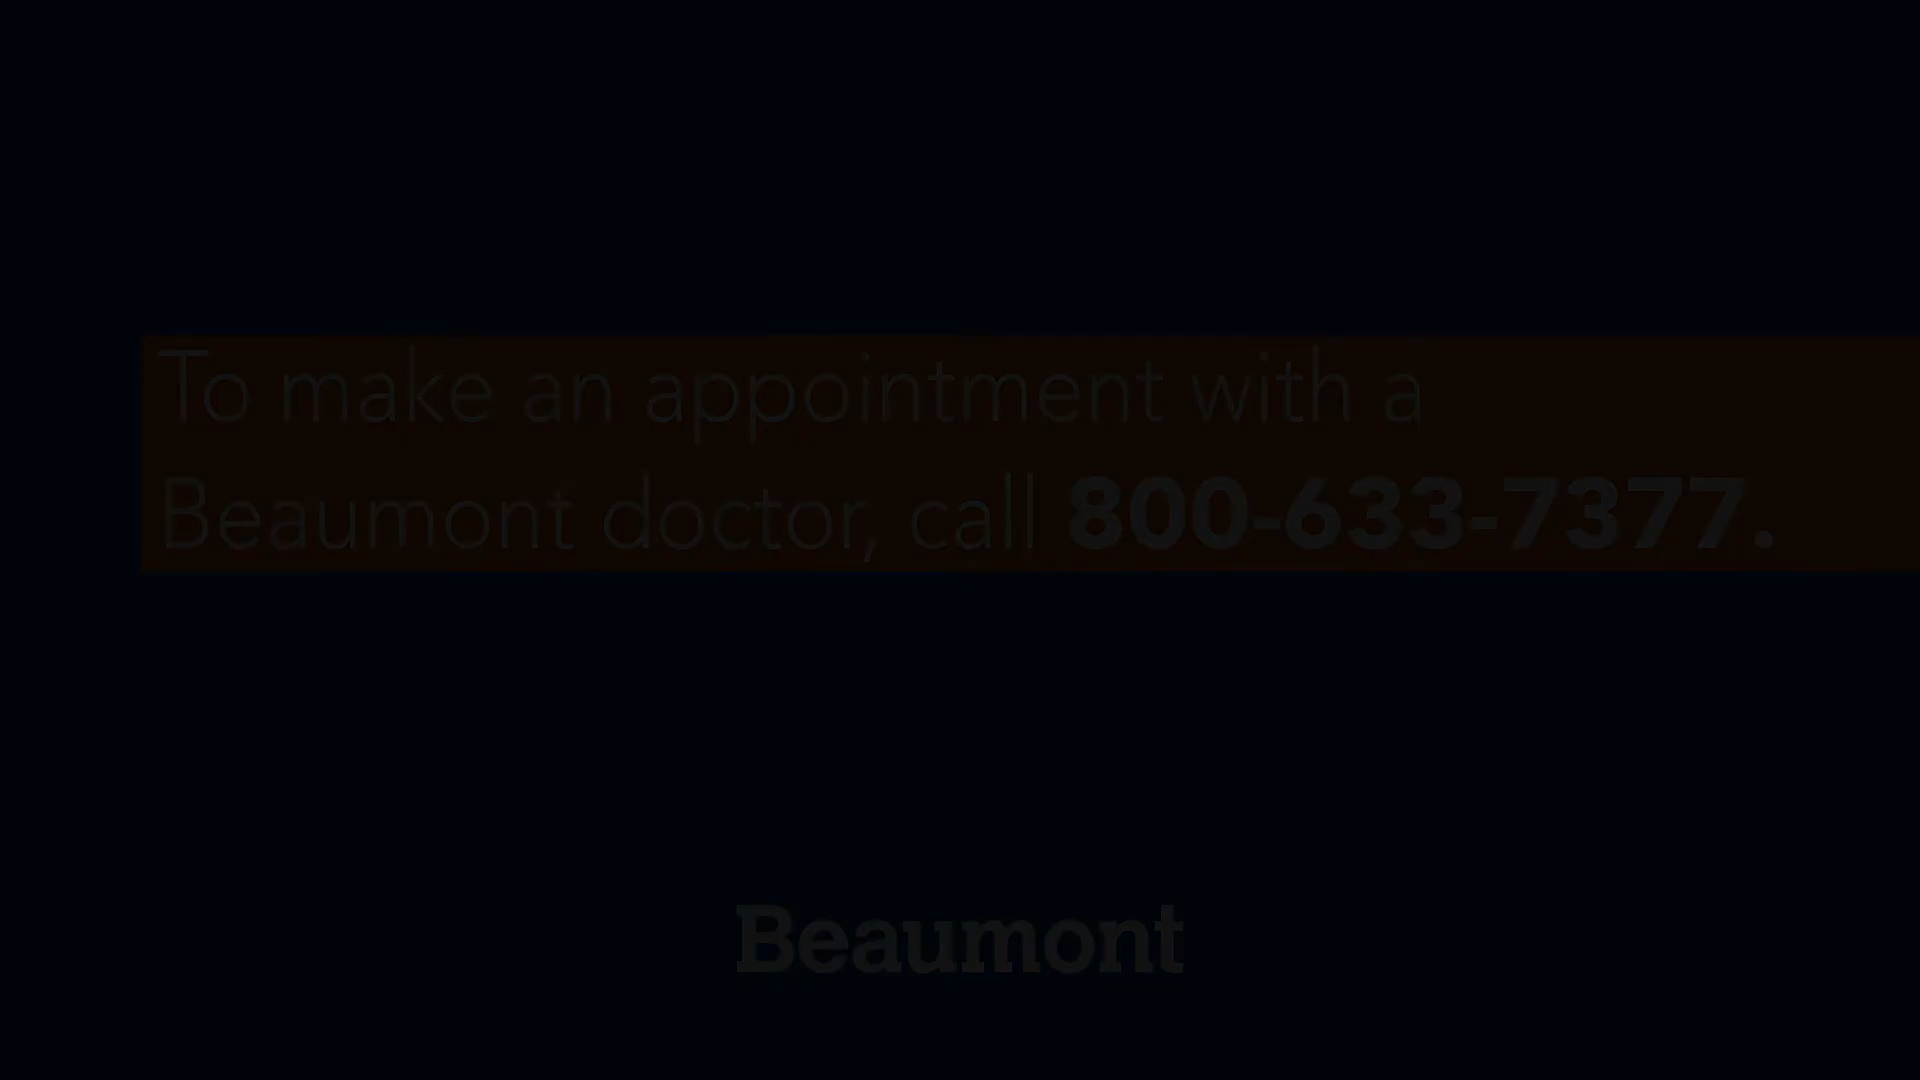 To make an appointment with a
Beaumont doctor, call 800-633-7377.
Beaumont